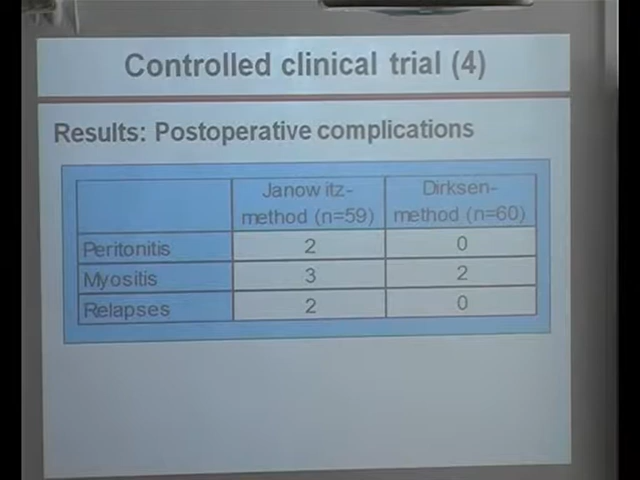 Controlled clinical trial (4)
Results: Postoperative complications
Janow itz-
method (n=59)
Dirksen-
method (n=60)
Peritonitis 2 0
Myositis 3 2
Relapses 2 0